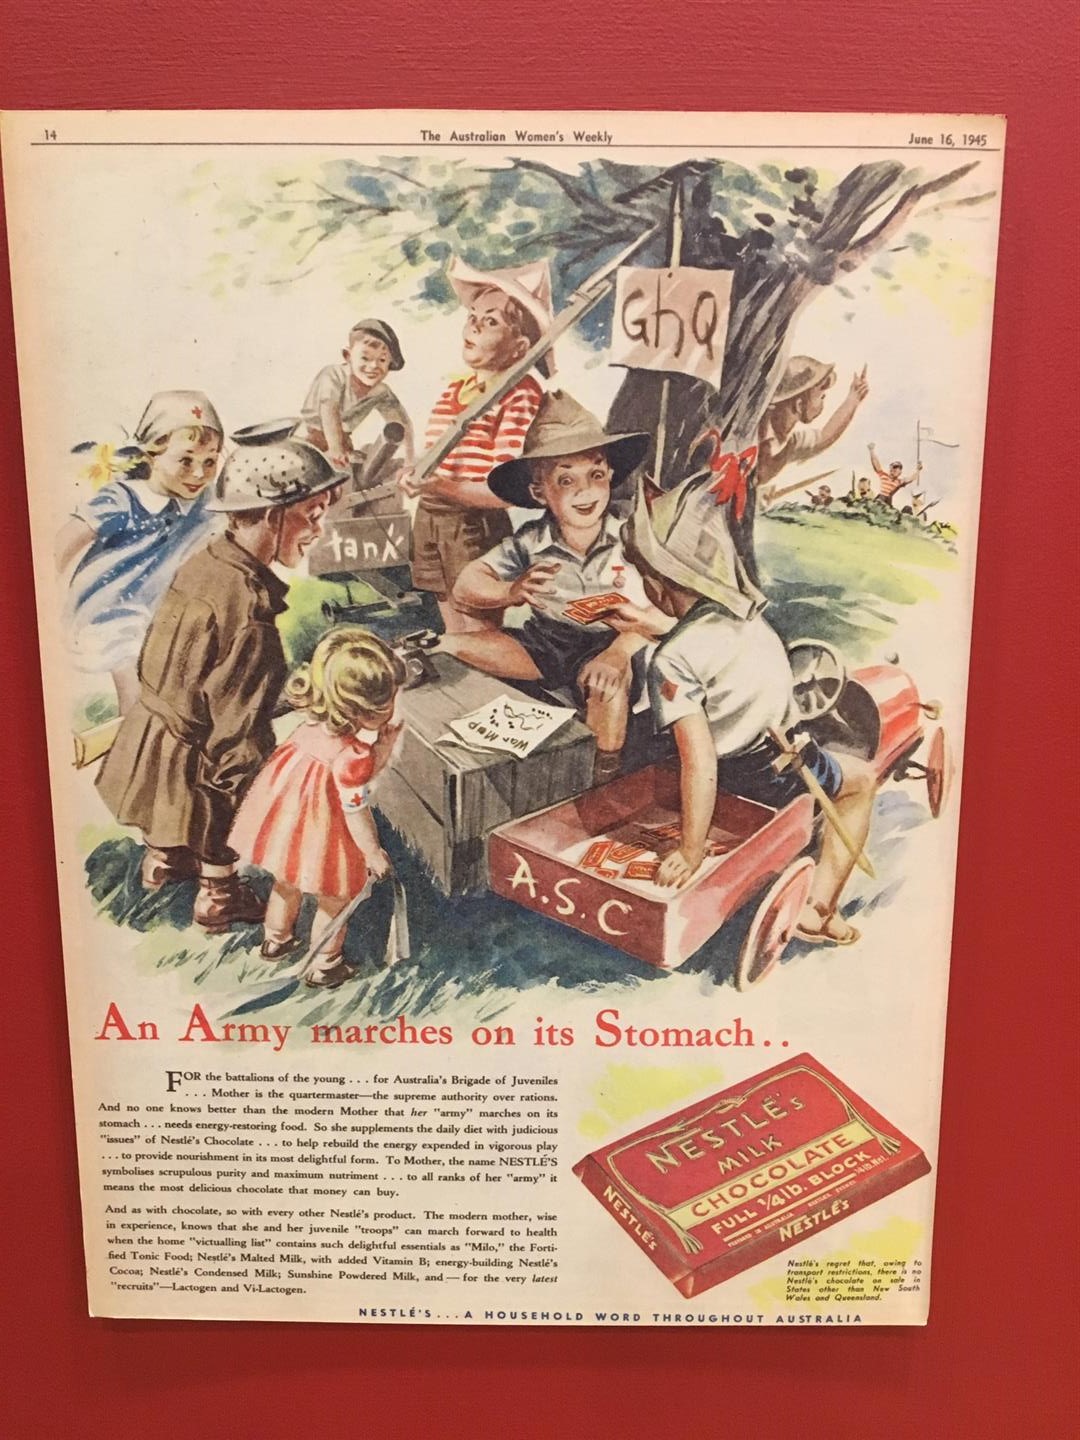 14 The Australian Women's Weekly June 16, 1945
GhQ
tank
War Map
A.S.C
An Army marches on its Stomach..
FOR the battalions of the young . . . for Australia's Brigade of Juveniles
. . . Mother is the quartermaster—the supreme authority over rations.
And no one knows better than the modern Mother that her "army" marches on its
stomach . . . needs energy-restoring food. So she supplements the daily diet with judicious
"issues" of Nestlé's Chocolate . . . to help rebuild the energy expended in vigorous play
. . . to provide nourishment in its most delightful form. To Mother, the name NESTLÉ'S
symbolises scrupulous purity and maximum nutriment . . . to all ranks of her "army" it
means the most delicious chocolate that money can buy.
And as with chocolate, so with every other Nestlé's product. The modern mother, wise
in experience, knows that she and her juvenile "troops" can march forward to health
when the home "victualling list" contains such delightful essentials as "Milo," the Forti-
fied Tonic Food; Nestlé's Malted Milk, with added Vitamin B; energy-building Nestlé's
Cocoa; Nestlé's Condensed Milk; Sunshine Powdered Milk, and — for the very latest
"recruits"—Lactogen and Vi-Lactogen.
NESTLÉ'S
MILK
CHOCOLATE
FULL ¼lb. BLOCK
NESTLÉ'S
NESTLÉ'S
Nestlé's regret that, owing to
transport restrictions, there is no
Nestlé's chocolate on sale in
States other than New South
Wales and Queensland.
NESTLÉ'S . . . A HOUSEHOLD WORD THROUGHOUT AUSTRALIA